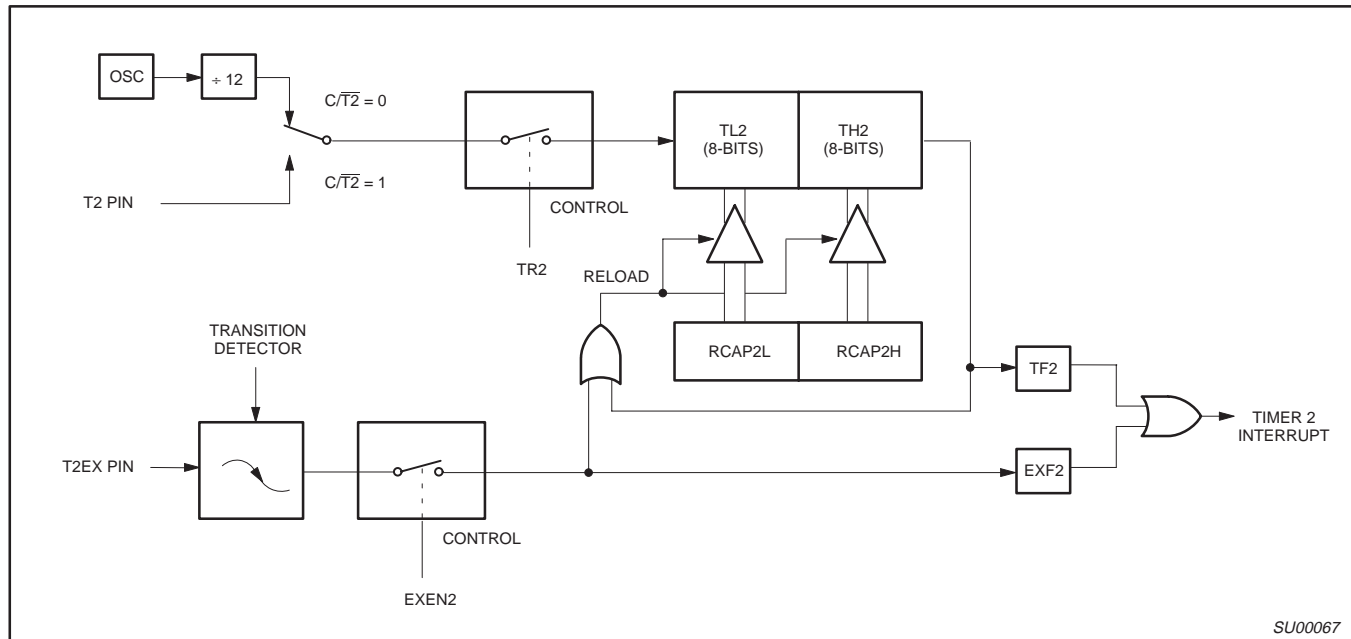 OSC
÷ 12
C/T2̅ = 0
C/T2̅ = 1
T2 PIN
CONTROL
TR2
TL2
(8-BITS)
TH2
(8-BITS)
RELOAD
RCAP2L
RCAP2H
TRANSITION
DETECTOR
T2EX PIN
CONTROL
EXEN2
TF2
EXF2
TIMER 2
INTERRUPT
SU00067